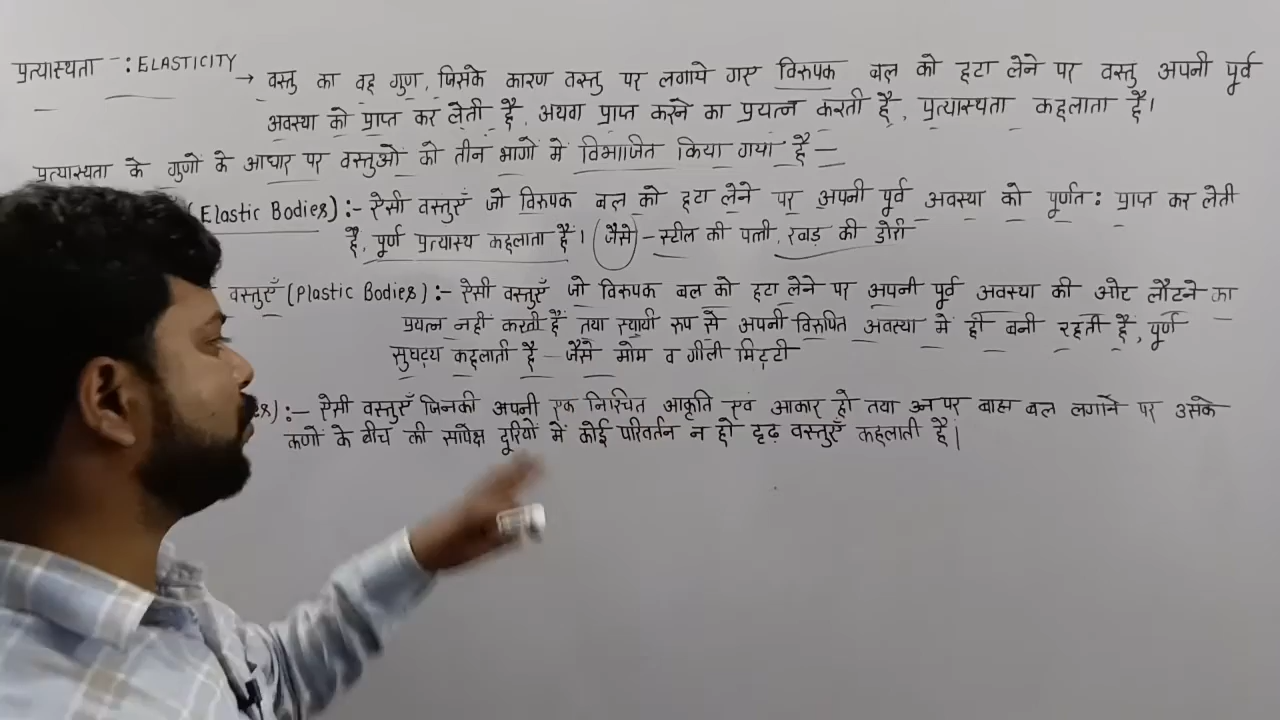 प्रत्यास्थता :- ELASTICITY
→ वस्तु का वह गुण, जिसके कारण वस्तु पर लगाये गए विरुपक बल को हटा लेने पर वस्तु अपनी पूर्व
अवस्था को प्राप्त कर लेती है, अथवा प्राप्त करने का प्रयत्न करती है, प्रत्यास्थता कहलाता है।
प्रत्यास्थता के गुणों के आधार पर वस्तुओं को तीन भागों में विभाजित किया गया है —
(Elastic Bodies) :- ऐसी वस्तुएँ जो विरुपक बल को हटा लेने पर अपनी पूर्व अवस्था को पूर्णत: प्राप्त कर लेती
है, पूर्ण प्रत्यास्थ कहलाता है। जैसे – स्टील की पत्ती, रबाड़ की डोरी
वस्तुएँ (Plastic Bodies) :- ऐसी वस्तुएँ जो विरुपक बल को हटा लेने पर अपनी पूर्व अवस्था की ओर लौटने का
प्रयत्न नहीं करती हैं तथा स्थायी रुप से अपनी विरुपित अवस्था में ही बनी रहती हैं, पूर्ण
सुघट्य कहलाती है – जैसे मोम व गीली मिट्टी
es) :- ऐसी वस्तुएँ जिनकी अपनी एक निश्चित आकृति एवं आकार हो तथा उन पर बाह्य बल लगाने पर उसके
कणों के बीच की सापेक्ष दूरियों में कोई परिवर्तन न हो दृढ़ वस्तुएँ कहलाती है|